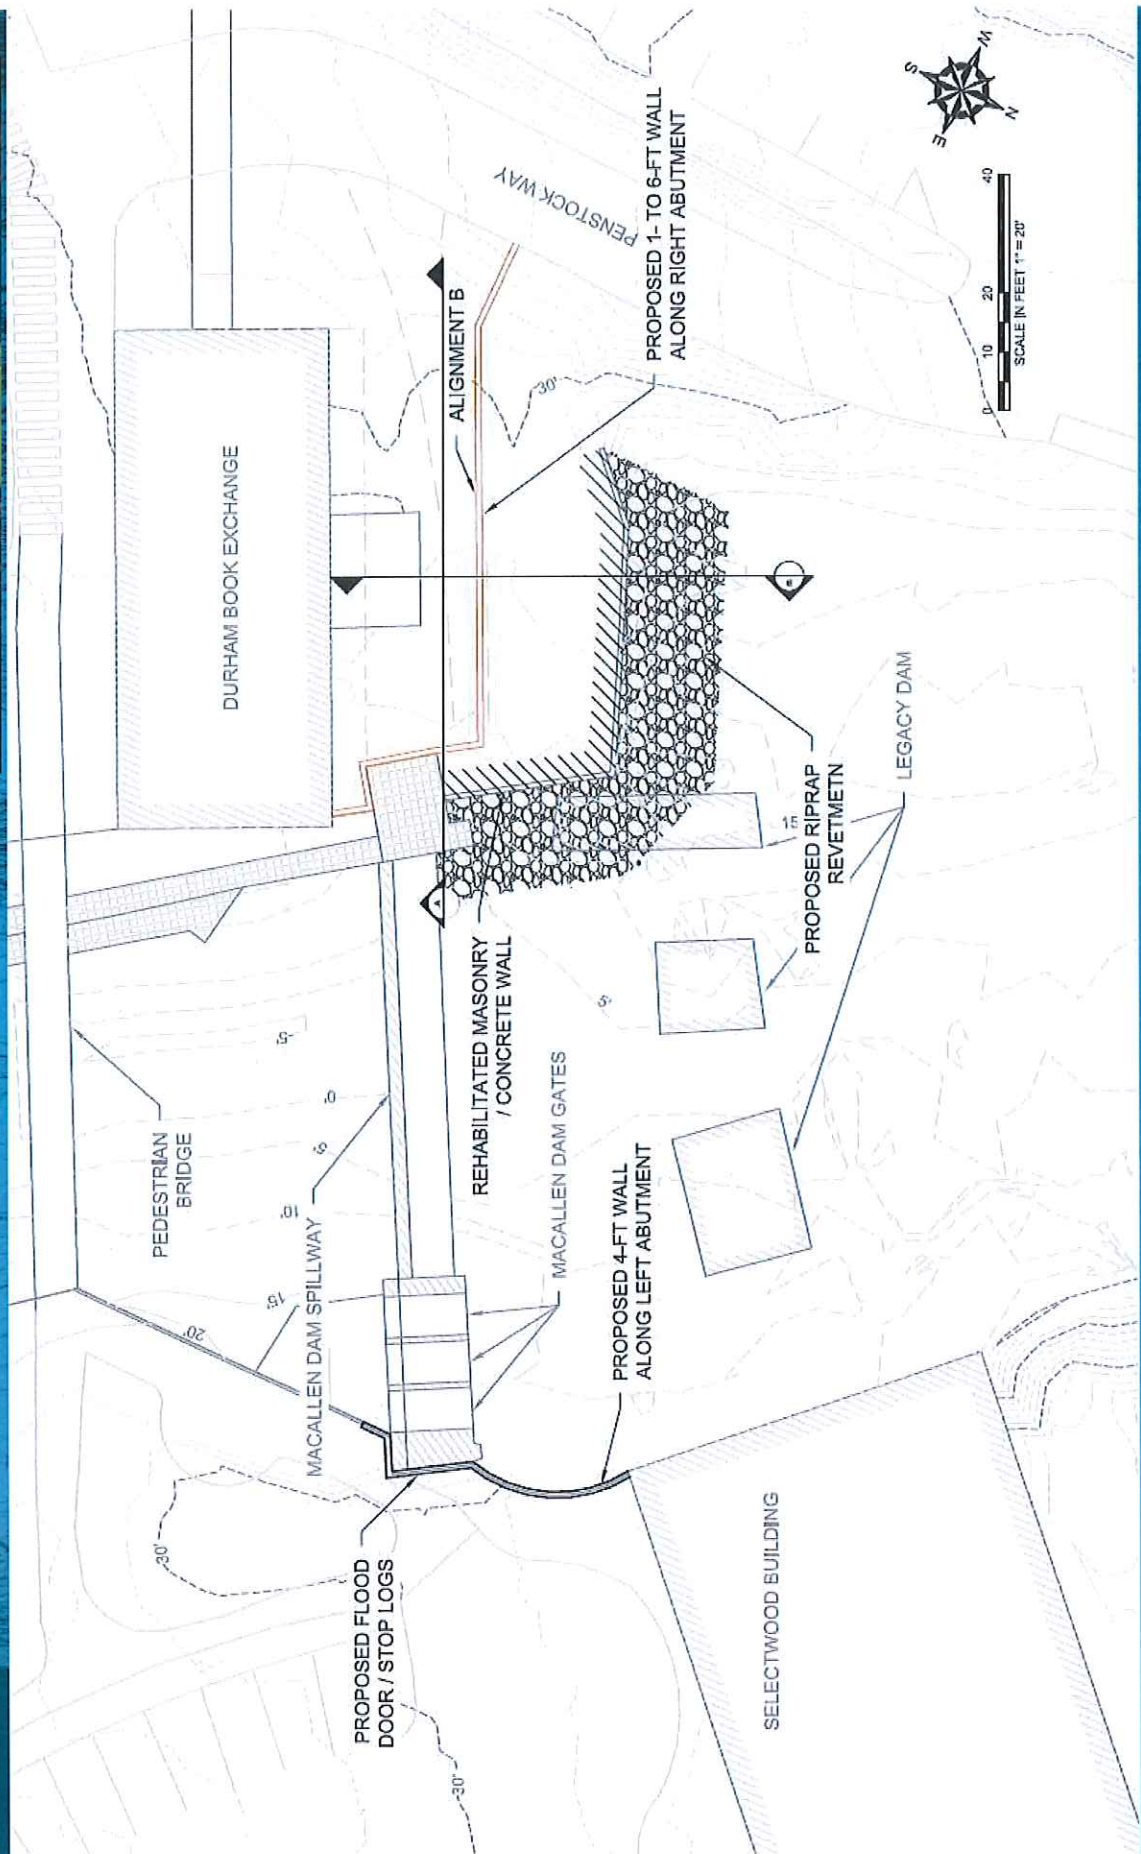 PEDESTRIAN
BRIDGE
DURHAM BOOK EXCHANGE
PENSTOCK WAY
MACALLEN DAM SPILLWAY
ALIGNMENT B
PROPOSED 1- TO 6-FT WALL
ALONG RIGHT ABUTMENT
PROPOSED FLOOD
DOOR / STOP LOGS
REHABILITATED MASONRY
/ CONCRETE WALL
MACALLEN DAM GATES
PROPOSED 4-FT WALL
ALONG LEFT ABUTMENT
PROPOSED RIPRAP
REVETMETN
LEGACY DAM
SELECTWOOD BUILDING
30'
30'
30'
20'
15'
10'
5'
0'
-5'
5'
15
A
B
S
W
E
N
0 10 20 40
SCALE IN FEET 1" = 20'